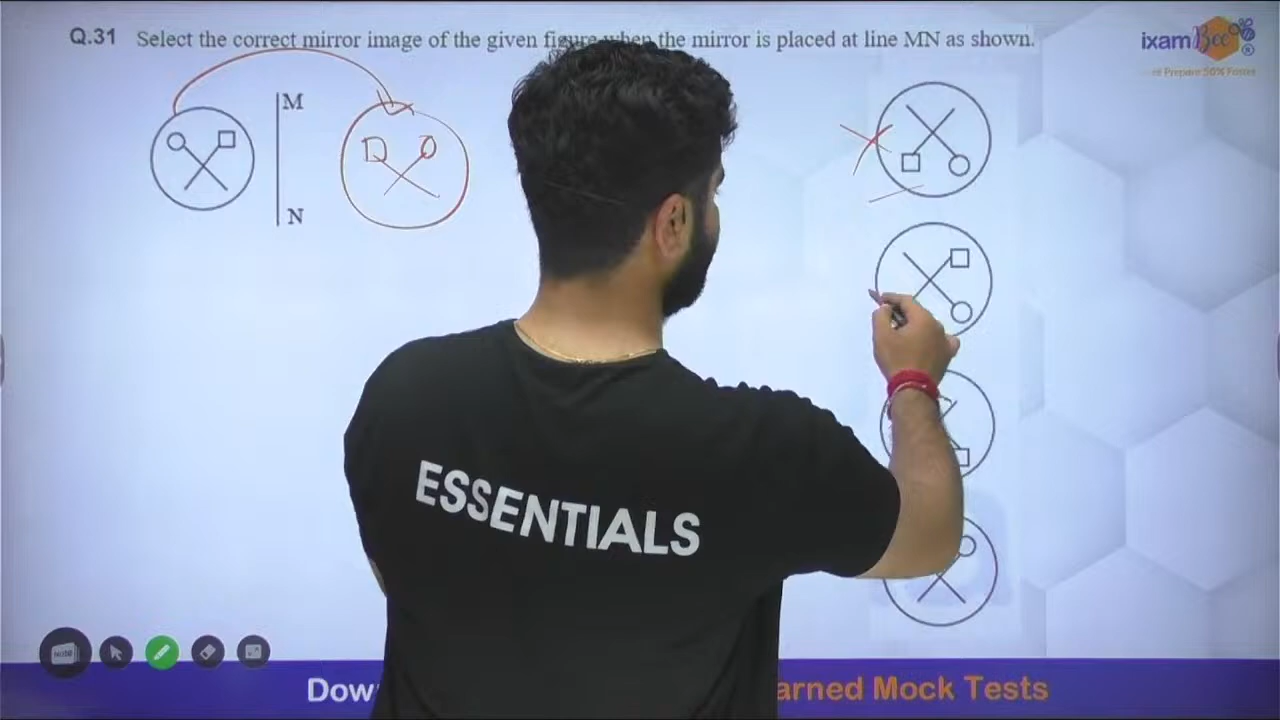 Q.31 Select the correct mirror image of the given figure when the mirror is placed at line MN as shown.
ixamBee
®
M
N
ESSENTIALS
Dow
arned Mock Tests